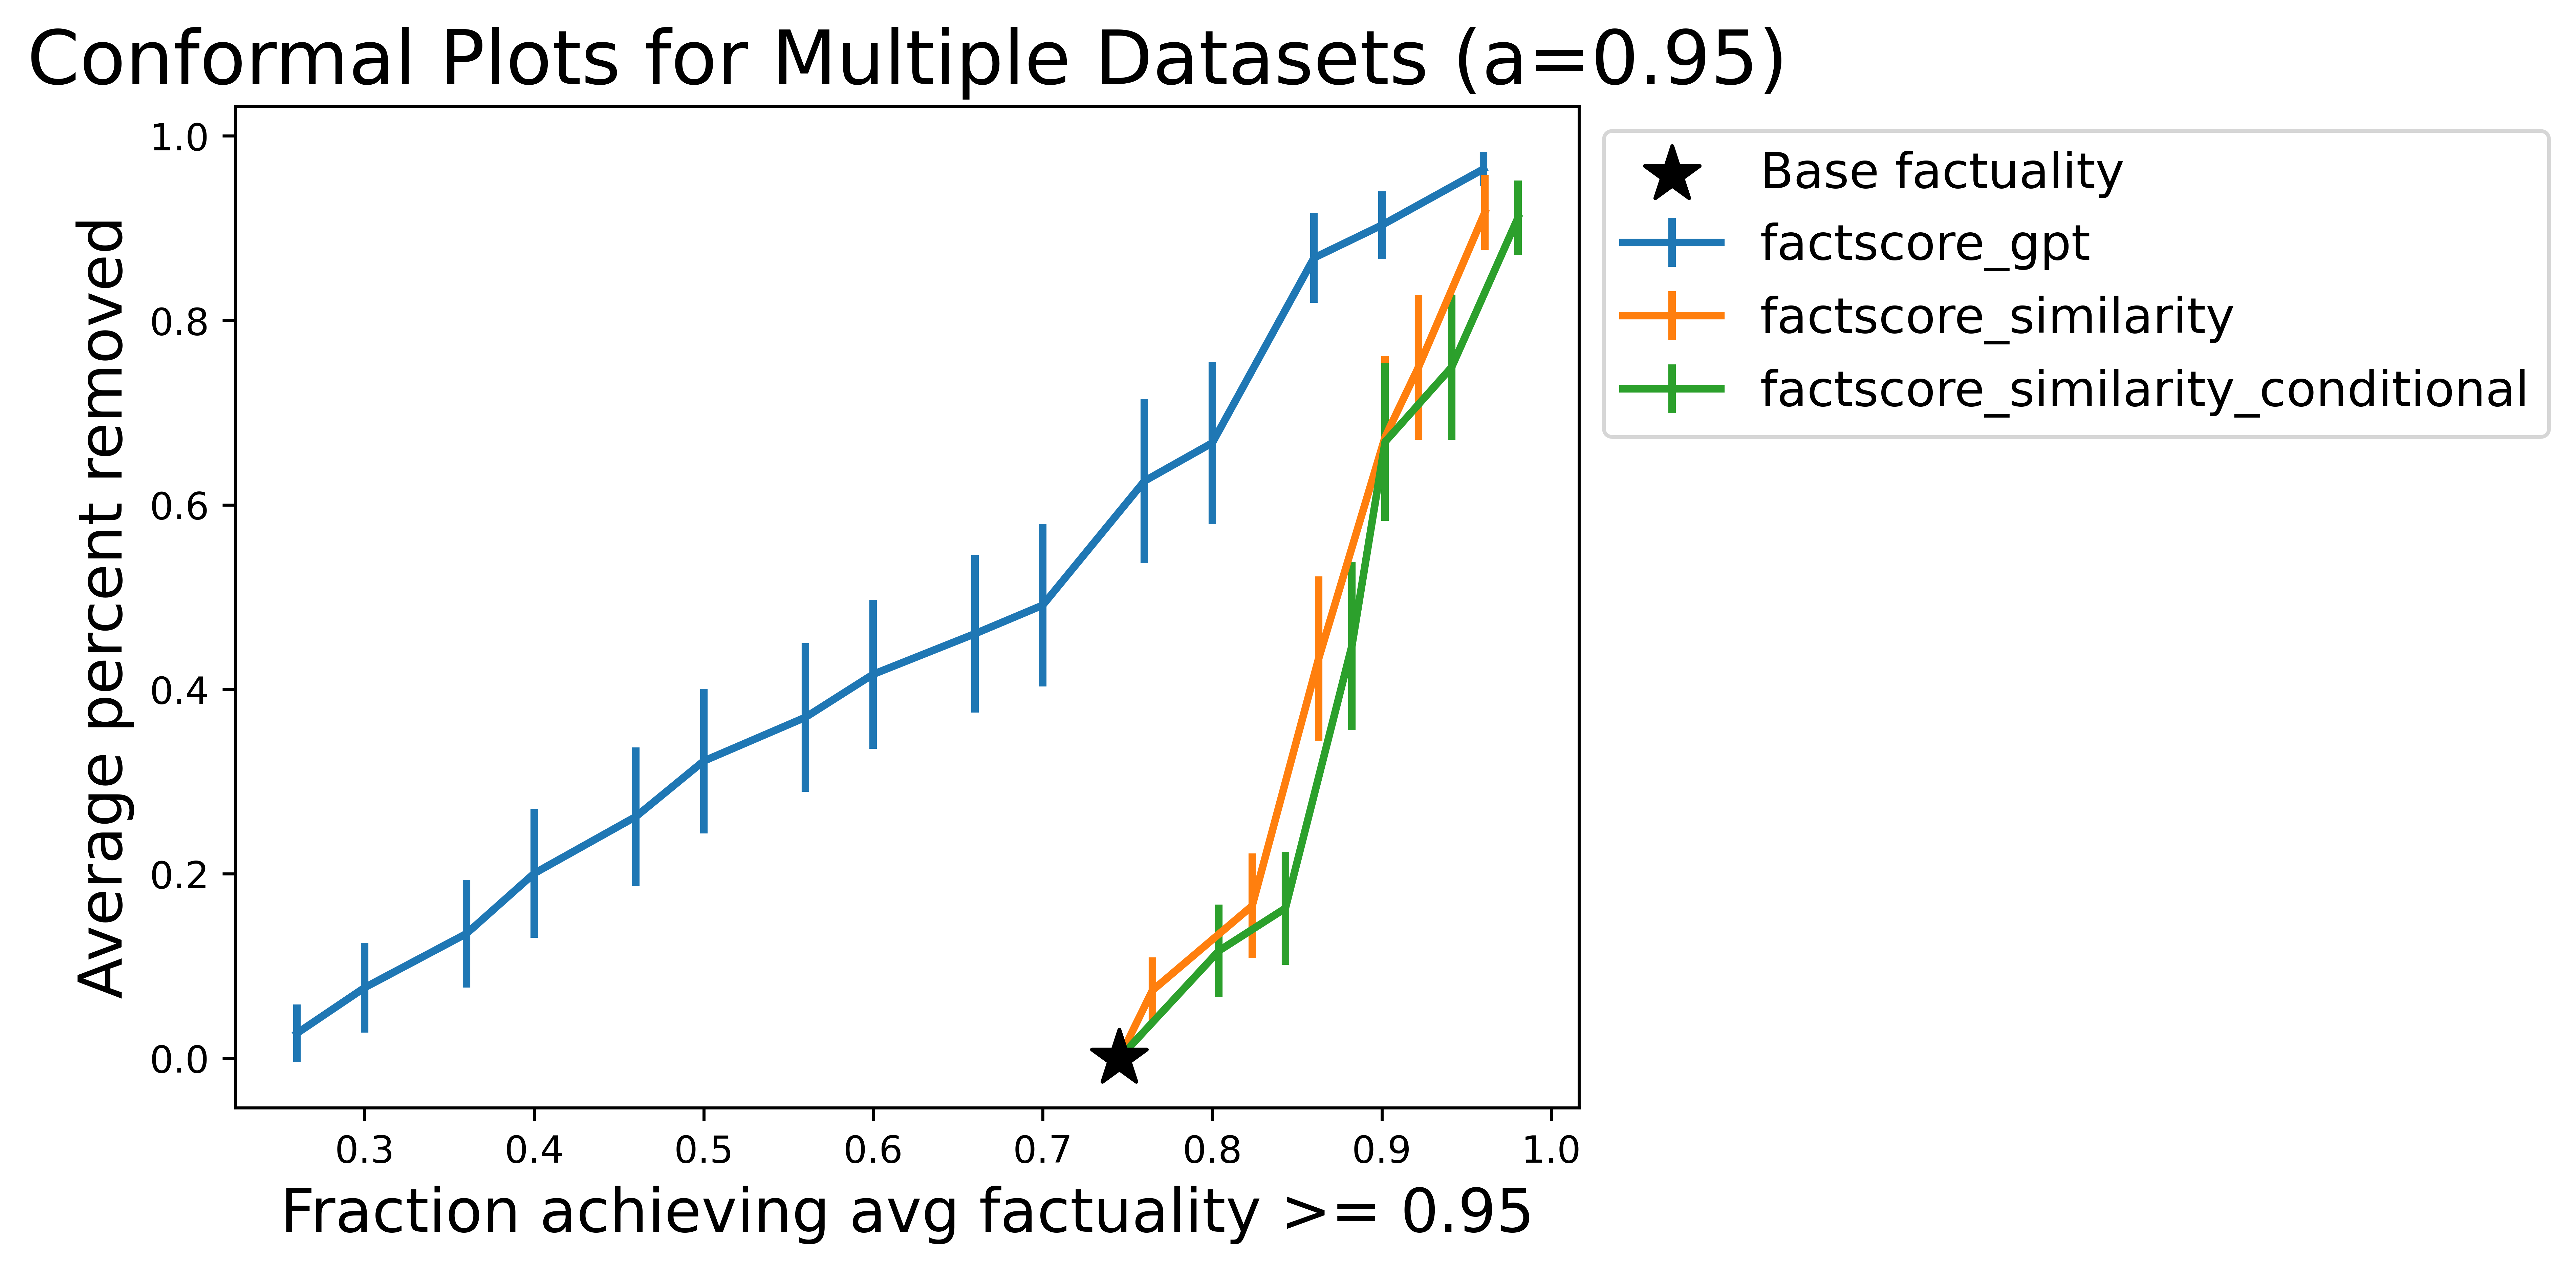 Conformal Plots for Multiple Datasets (a=0.95)
Average percent removed
1.0
0.8
0.6
0.4
0.2
0.0
0.3 0.4 0.5 0.6 0.7 0.8 0.9 1.0
Fraction achieving avg factuality >= 0.95
Base factuality
factscore_gpt
factscore_similarity
factscore_similarity_conditional